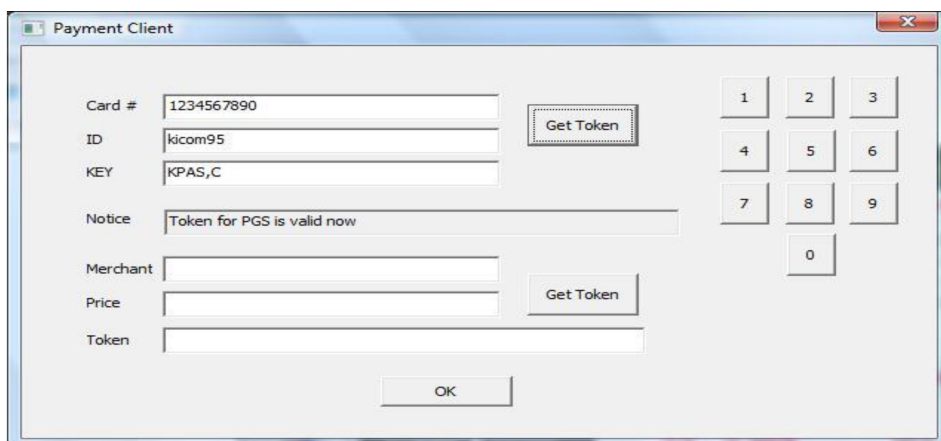 Payment Client
Card # 1234567890
Get Token
ID kicom95
KEY KPAS,C
Notice Token for PGS is valid now
Merchant
Price
Get Token
Token
OK
1 2 3
4 5 6
7 8 9
0